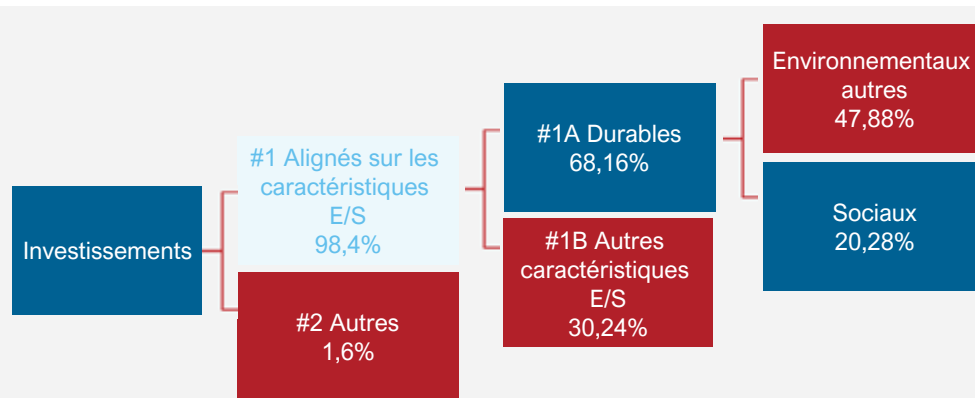 Investissements
#1 Alignés sur les
caractéristiques
E/S
98,4%
#2 Autres
1,6%
#1A Durables
68,16%
#1B Autres
caractéristiques
E/S
30,24%
Environnementaux
autres
47,88%
Sociaux
20,28%